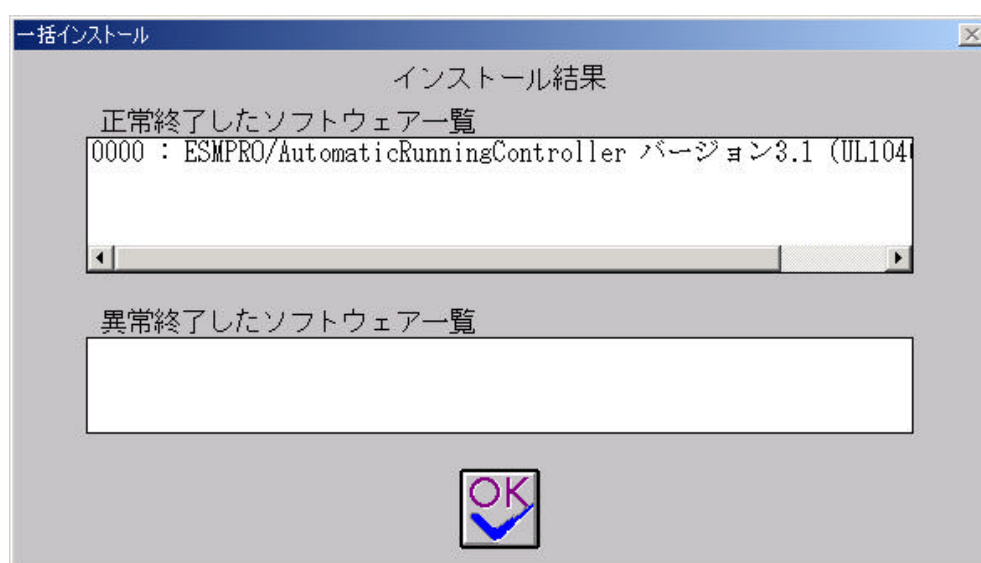 一括インストール
インストール結果
正常終了したソフトウェア一覧
0000 : ESMPRO/AutomaticRunningController バージョン3.1 (UL104
異常終了したソフトウェア一覧
OK